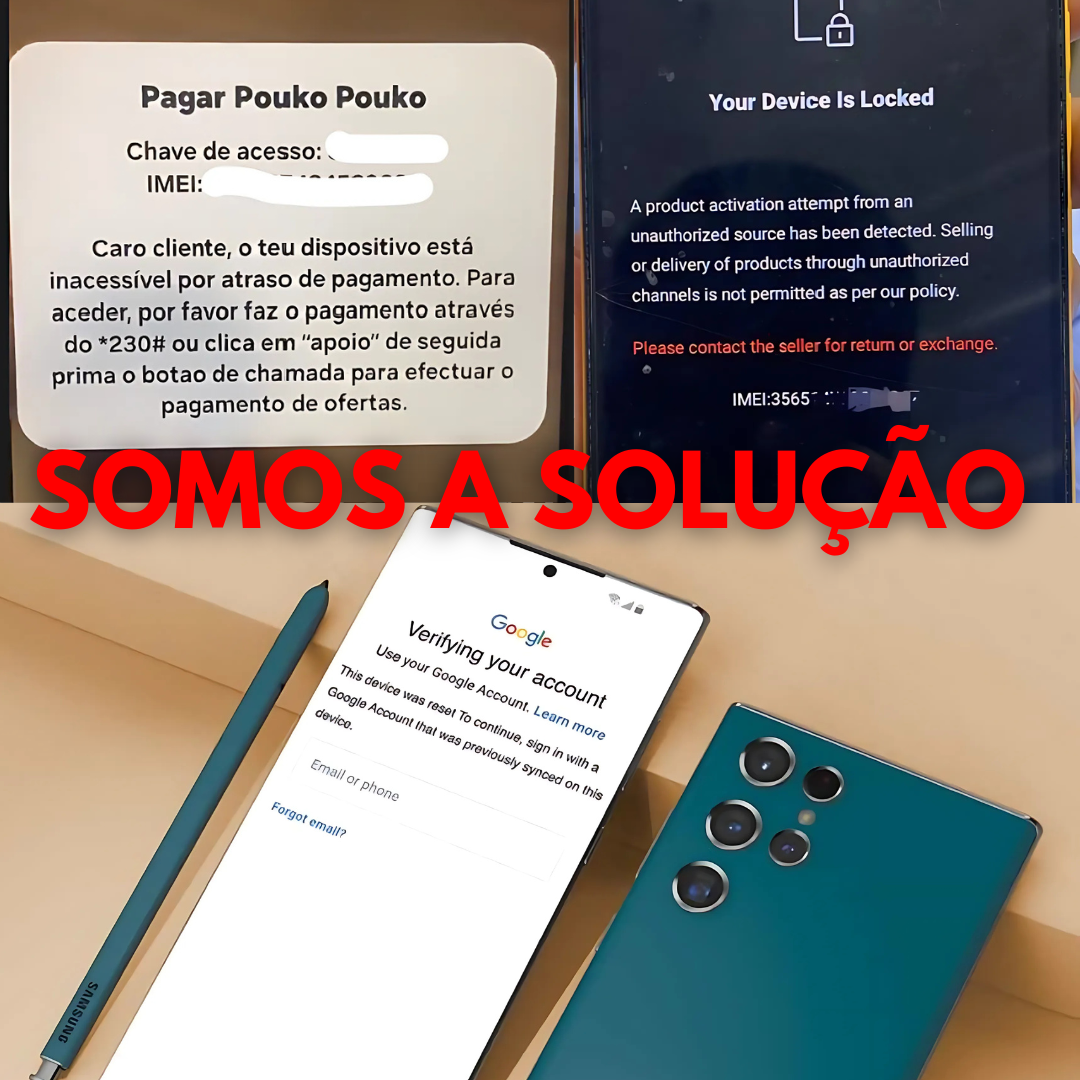 Pagar Pouko Pouko
Chave de acesso:
IMEI:
Caro cliente, o teu dispositivo está
inacessível por atraso de pagamento. Para
aceder, por favor faz o pagamento através
do *230# ou clica em “apoio” de seguida
prima o botao de chamada para efectuar o
pagamento de ofertas.
Your Device Is Locked
A product activation attempt from an
unauthorized source has been detected. Selling
or delivery of products through unauthorized
channels is not permitted as per our policy.
Please contact the seller for return or exchange.
IMEI:3565
SOMOS A SOLUÇÃO
Google
Verifying your account
Use your Google Account. Learn more
This device was reset To continue, sign in with a
Google Account that was previously synced on this
device.
Email or phone
Forgot email?
SAMSUNG